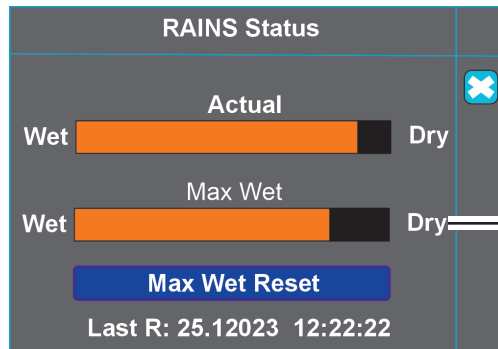 RAINS Status
Actual
Wet Dry
Max Wet
Wet Dry
Max Wet Reset
Last R: 25.12023 12:22:22